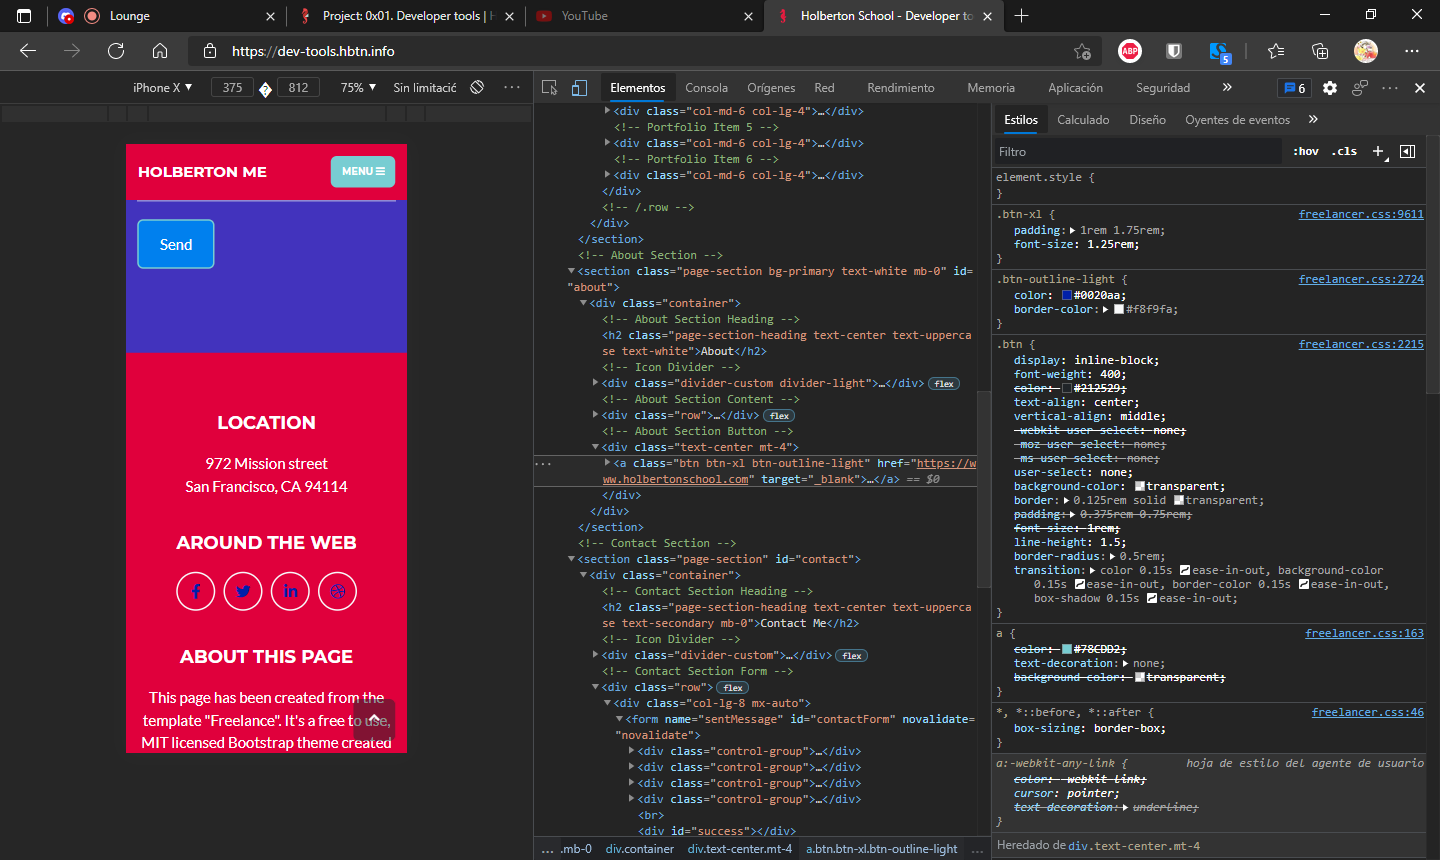 Lounge
Project: 0x01. Developer tools | H
YouTube
Holberton School - Developer to
https://dev-tools.hbtn.info
ABP
5
iPhone X
375
812
75%
Sin limitació
HOLBERTON ME
MENU
Send
LOCATION
972 Mission street
San Francisco, CA 94114
AROUND THE WEB
ABOUT THIS PAGE
This page has been created from the
template "Freelance". It's a free to use,
MIT licensed Bootstrap theme created
Elementos
Consola
Orígenes
Red
Rendimiento
Memoria
Aplicación
Seguridad
»
6
<div class="col-md-6 col-lg-4">…</div>
<!-- Portfolio Item 5 -->
<div class="col-md-6 col-lg-4">…</div>
<!-- Portfolio Item 6 -->
<div class="col-md-6 col-lg-4">…</div>
</div>
<!-- /.row -->
</div>
</section>
<!-- About Section -->
<section class="page-section bg-primary text-white mb-0" id=
"about">
<div class="container">
<!-- About Section Heading -->
<h2 class="page-section-heading text-center text-upperca
se text-white">About</h2>
<!-- Icon Divider -->
<div class="divider-custom divider-light">…</div> flex
<!-- About Section Content -->
<div class="row">…</div> flex
<!-- About Section Button -->
<div class="text-center mt-4">
<a class="btn btn-xl btn-outline-light" href="https://w
ww.holbertonschool.com" target="_blank">…</a> == $0
</div>
</div>
</section>
<!-- Contact Section -->
<section class="page-section" id="contact">
<div class="container">
<!-- Contact Section Heading -->
<h2 class="page-section-heading text-center text-upperca
se text-secondary mb-0">Contact Me</h2>
<!-- Icon Divider -->
<div class="divider-custom">…</div> flex
<!-- Contact Section Form -->
<div class="row"> flex
<div class="col-lg-8 mx-auto">
<form name="sentMessage" id="contactForm" novalidate=
"novalidate">
<div class="control-group">…</div>
<div class="control-group">…</div>
<div class="control-group">…</div>
<div class="control-group">…</div>
<br>
<div id="success"></div>
… .mb-0 div.container div.text-center.mt-4 a.btn.btn-xl.btn-outline-light …
Estilos
Calculado
Diseño
Oyentes de eventos
»
Filtro
:hov
.cls
+
element.style {
}
.btn-xl { freelancer.css:9611
padding: 1rem 1.75rem;
font-size: 1.25rem;
}
.btn-outline-light { freelancer.css:2724
color: #0020aa;
border-color: #f8f9fa;
}
.btn { freelancer.css:2215
display: inline-block;
font-weight: 400;
color: #212529;
text-align: center;
vertical-align: middle;
-webkit-user-select: none;
-moz-user-select: none;
-ms-user-select: none;
user-select: none;
background-color: transparent;
border: 0.125rem solid transparent;
padding: 0.375rem 0.75rem;
font-size: 1rem;
line-height: 1.5;
border-radius: 0.5rem;
transition: color 0.15s ease-in-out, background-color
0.15s ease-in-out, border-color 0.15s ease-in-out,
box-shadow 0.15s ease-in-out;
}
a { freelancer.css:163
color: #78CDD2;
text-decoration: none;
background-color: transparent;
}
*, *::before, *::after { freelancer.css:46
box-sizing: border-box;
}
a:-webkit-any-link { hoja de estilo del agente de usuario
color: -webkit-link;
cursor: pointer;
text-decoration: underline;
}
Heredado de div.text-center.mt-4